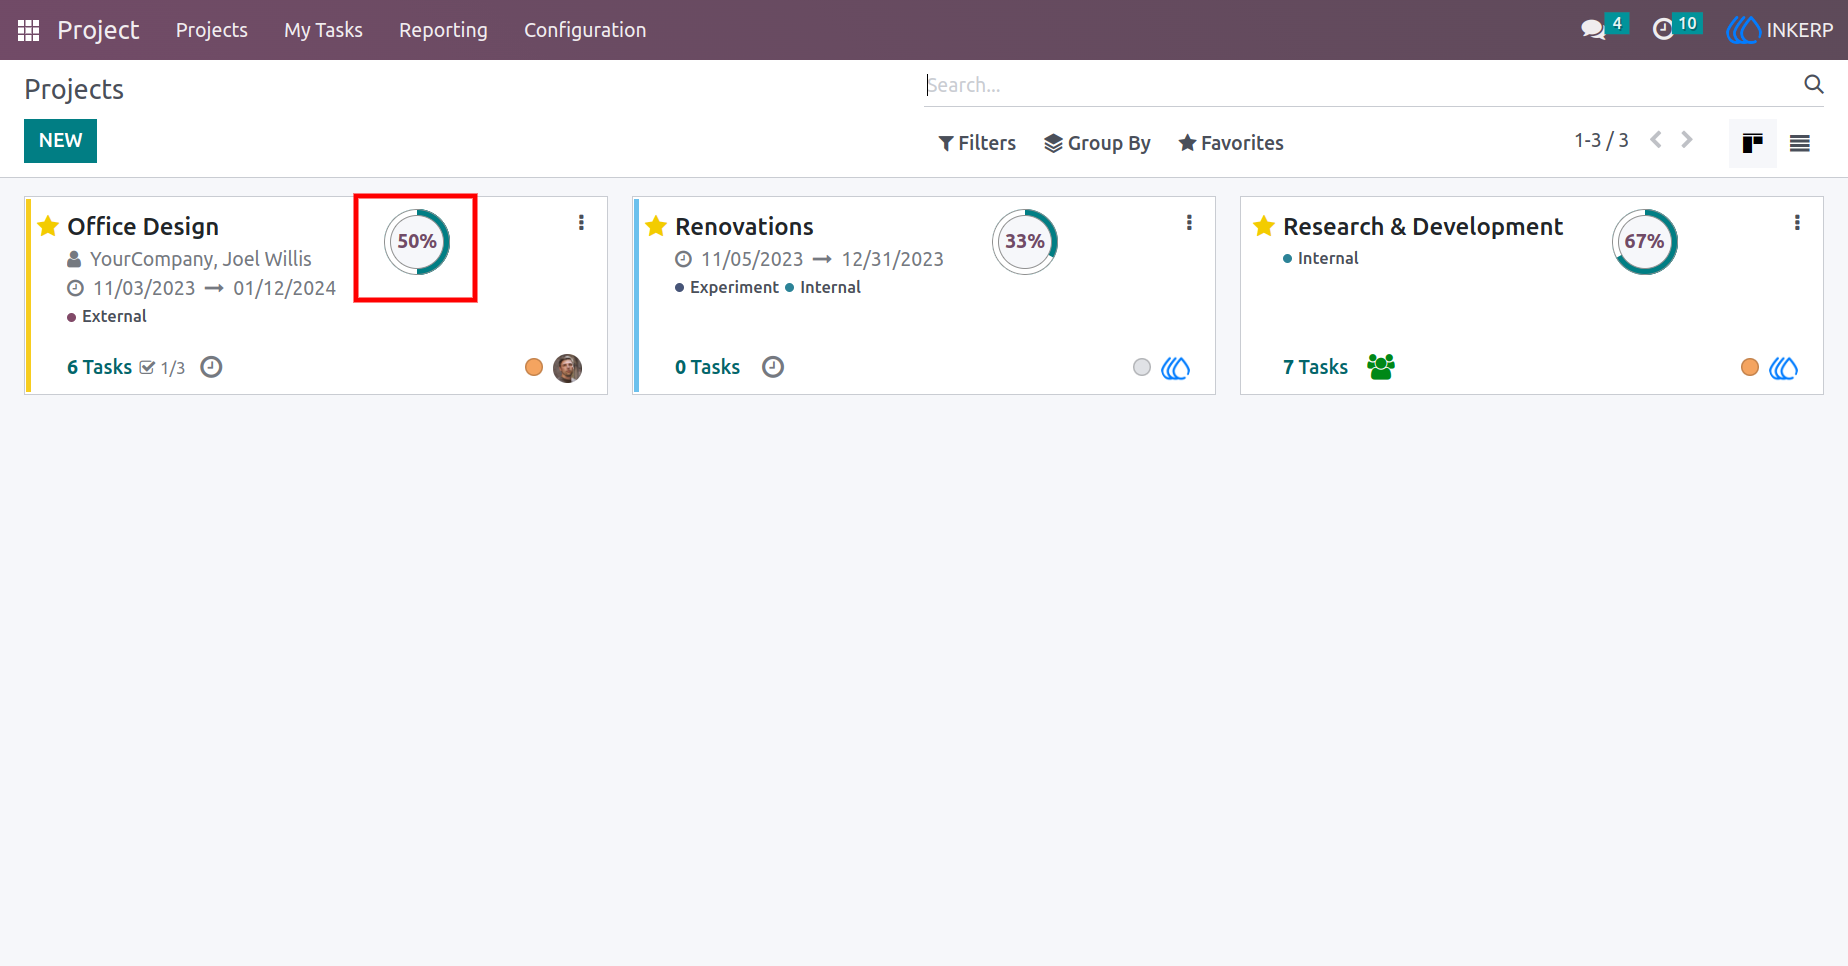 Project Projects My Tasks Reporting Configuration 4 10 INKERP
Projects
Search...
NEW
Filters Group By Favorites 1-3 / 3
Office Design 50%
YourCompany, Joel Willis
11/03/2023 → 01/12/2024
External
6 Tasks 1/3
Renovations 33%
11/05/2023 → 12/31/2023
Experiment Internal
0 Tasks
Research & Development 67%
Internal
7 Tasks